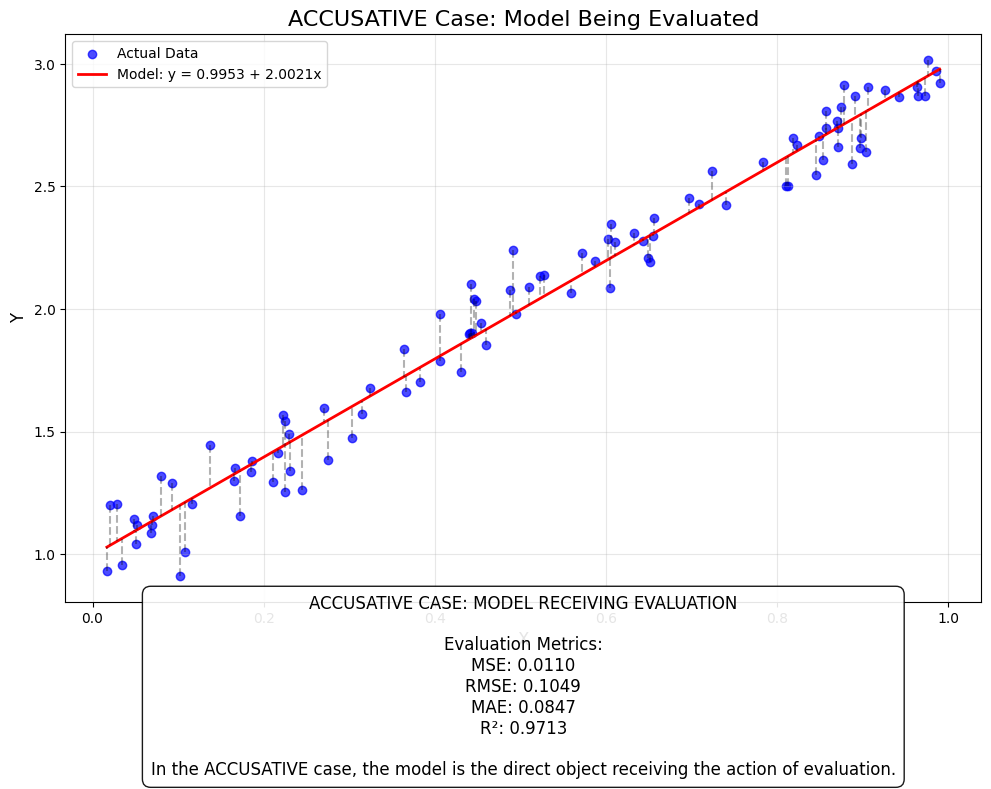 ACCUSATIVE Case: Model Being Evaluated
Actual Data
Model: y = 0.9953 + 2.0021x
3.0
2.5
2.0
1.5
1.0
Y
0.0 0.2 0.4 0.6 0.8 1.0
X
ACCUSATIVE CASE: MODEL RECEIVING EVALUATION
Evaluation Metrics:
MSE: 0.0110
RMSE: 0.1049
MAE: 0.0847
R²: 0.9713
In the ACCUSATIVE case, the model is the direct object receiving the action of evaluation.